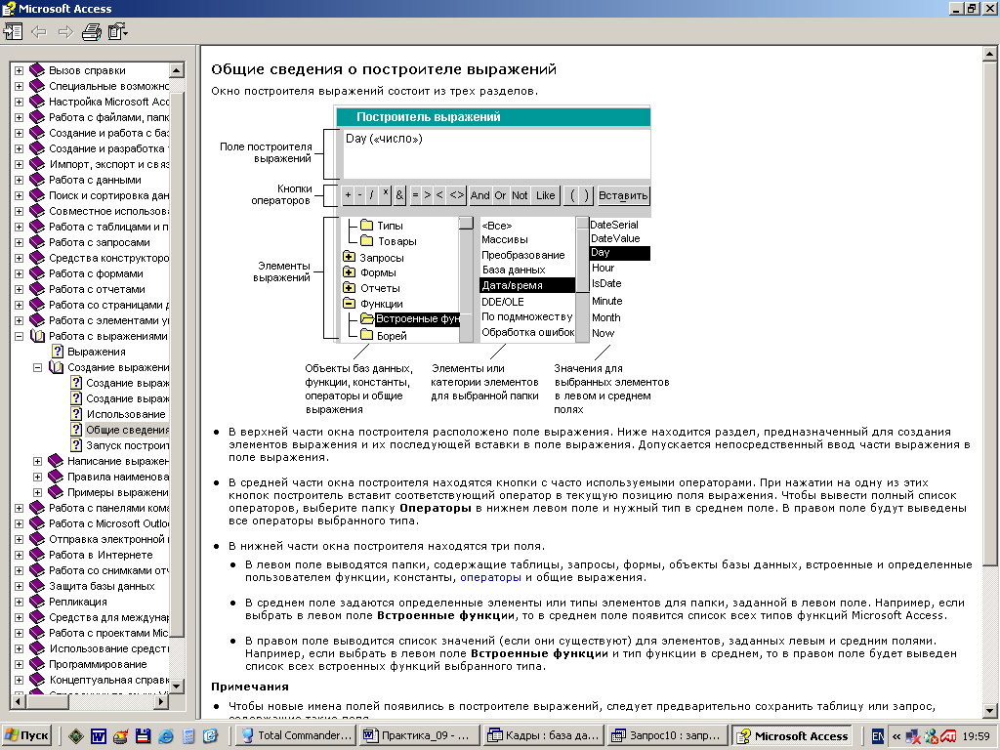 Microsoft Access
Вызов справки
Специальные возможно
Настройка Microsoft Acc
Работа с файлами, папк
Создание и работа с баз
Создание и разработка
Импорт, экспорт и связ
Работа с данными
Поиск и сортировка дан
Совместное использова
Работа с таблицами и п
Работа с запросами
Средства конструкторо
Работа с формами
Работа с отчетами
Работа со страницами д
Работа с элементами уп
Работа с выражениями
Выражения
Создание выражени
Создание выраж
Создание выраж
Использование
Общие сведения
Запуск построит
Написание выражен
Правила наименова
Примеры выражени
Работа с панелями кома
Работа с Microsoft Outlo
Отправка электронной
Работа в Интернете
Работа со снимками отч
Защита базы данных
Репликация
Средства для междунар
Работа с проектами Mic
Использование средств
Программирование
Концептуальная справк
Общие сведения о построителе выражений
Окно построителя выражений состоит из трех разделов.
Построитель выражений
Поле построителя
выражений
Day («число»)
Кнопки
операторов
+ - / * & = > < <> And Or Not Like ( ) Вставить
Элементы
выражений
Типы
Товары
Запросы
Формы
Отчеты
Функции
Встроенные фун
Борей
<Все>
Массивы
Преобразование
База данных
Дата/время
DDE/OLE
По подмножеству
Обработка ошибок
DateSerial
DateValue
Day
Hour
IsDate
Minute
Month
Now
Объекты баз данных,
функции, константы,
операторы и общие
выражения
Элементы или
категории элементов
для выбранной папки
Значения для
выбранных элементов
в левом и среднем
полях
• В верхней части окна построителя расположено поле выражения. Ниже находится раздел, предназначенный для создания
элементов выражения и их последующей вставки в поле выражения. Допускается непосредственный ввод части выражения в
поле выражения.
• В средней части окна построителя находятся кнопки с часто используемыми операторами. При нажатии на одну из этих
кнопок построитель вставит соответствующий оператор в текущую позицию поля выражения. Чтобы вывести полный список
операторов, выберите папку Операторы в нижнем левом поле и нужный тип в среднем поле. В правом поле будут выведены
все операторы выбранного типа.
• В нижней части окна построителя находятся три поля.
• В левом поле выводятся папки, содержащие таблицы, запросы, формы, объекты базы данных, встроенные и определенные
пользователем функции, константы, операторы и общие выражения.
• В среднем поле задаются определенные элементы или типы элементов для папки, заданной в левом поле. Например, если
выбрать в левом поле Встроенные функции, то в среднем поле появится список всех типов функций Microsoft Access.
• В правом поле выводится список значений (если они существуют) для элементов, заданных левым и средним полями.
Например, если выбрать в левом поле Встроенные функции и тип функции в среднем, то в правом поле будет выведен
список всех встроенных функций выбранного типа.
Примечания
• Чтобы новые имена полей появились в построителе выражений, следует предварительно сохранить таблицу или запрос,
содержащие такие поля.
Пуск
Total Commander...
Практика_09 - ...
Кадры : база да...
Запрос10 : запр...
Microsoft Access
EN
«
19:59